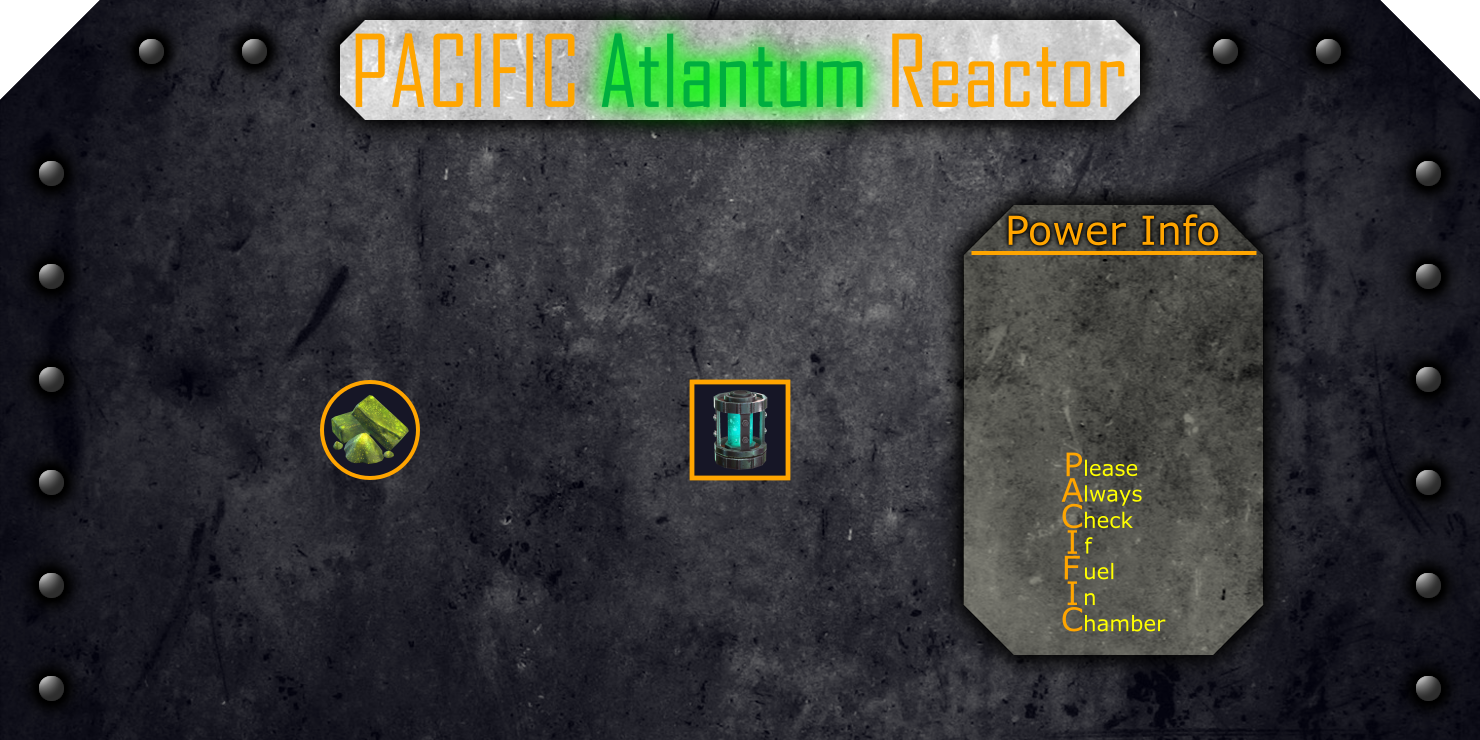 PACIFIC Atlantum Reactor
Power Info
Please
Always
Check
If
Fuel
In
Chamber